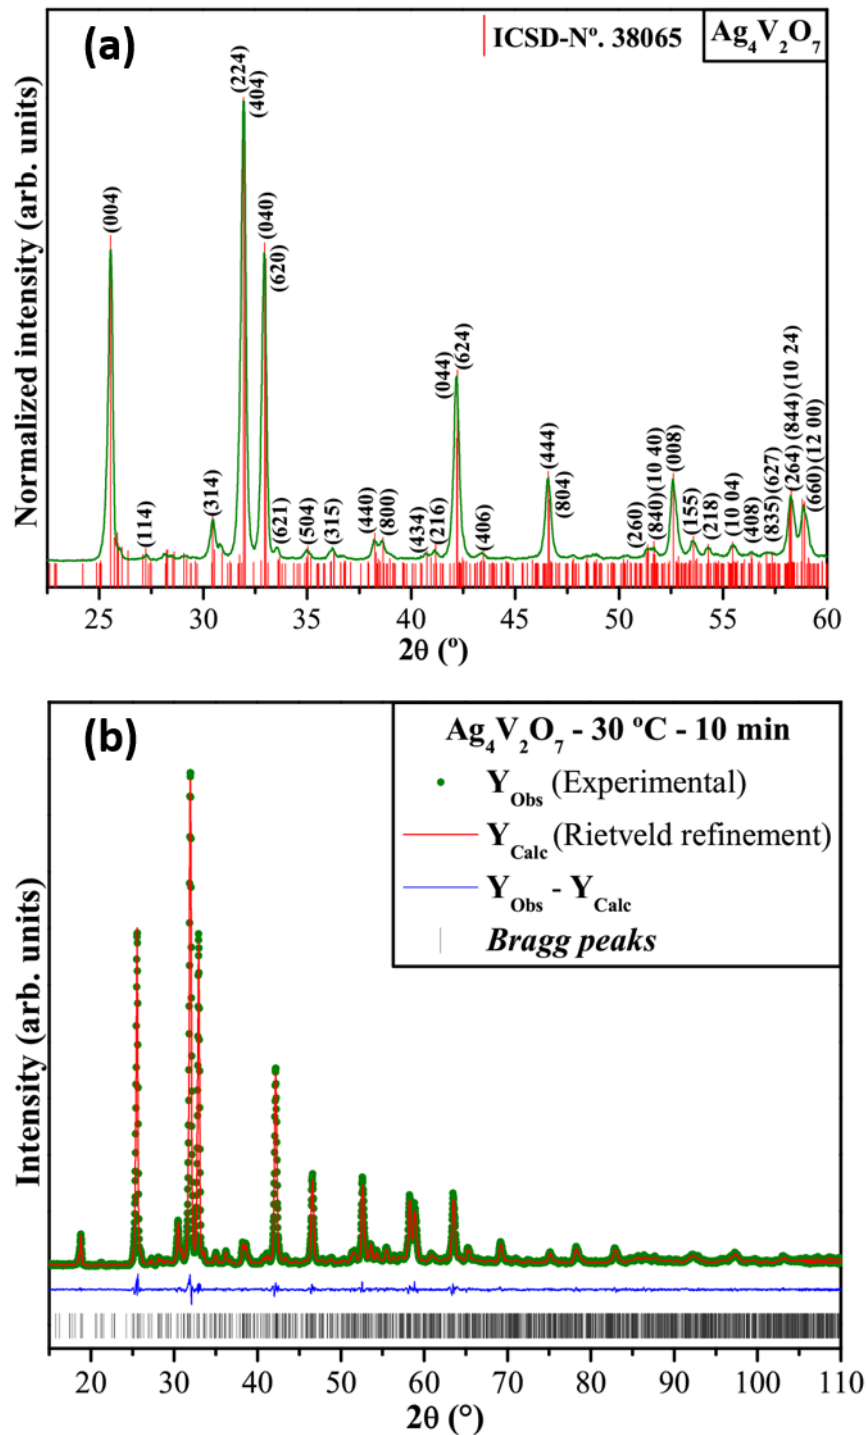 (a)
ICSD-Nº. 38065
Ag₄V₂O₇
Normalized intensity (arb. units)
(004)
(114)
(314)
(224)
(404)
(040)
(620)
(621)
(504)
(315)
(440)
(800)
(434)
(216)
(044)
(624)
(406)
(444)
(804)
(260)
(840) (10 40)
(008)
(155)
(218)
(10 04)
(408)
(835) (627)
(264) (844) (10 24)
(660) (12 00)
25 30 35 40 45 50 55 60
2θ (º)
(b)
Ag₄V₂O₇ - 30 ºC - 10 min
Y_Obs (Experimental)
Y_Calc (Rietveld refinement)
Y_Obs - Y_Calc
Bragg peaks
Intensity (arb. units)
20 30 40 50 60 70 80 90 100 110
2θ (°)